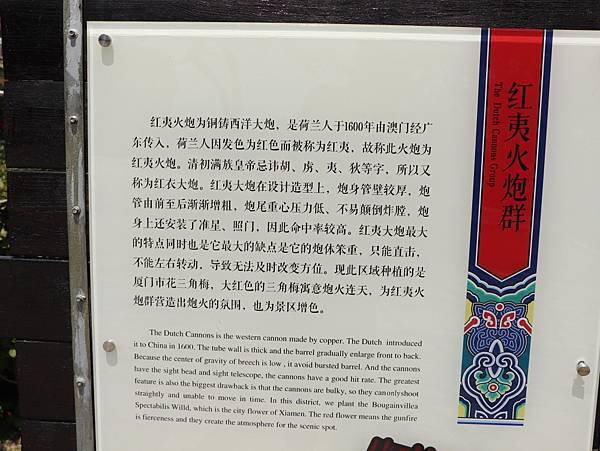 红夷火炮群
The Dutch Cannons Group
红夷火炮为铜铸西洋大炮，是荷兰人于1600年由澳门经广
东传入，荷兰人因发色为红色而被称为红夷，故称此火炮为
红夷火炮。清初满族皇帝忌讳胡、虏、夷、狄等字，所以又
称为红衣大炮。红夷大炮在设计造型上，炮身管壁较厚，炮
管由前至后渐渐增粗，炮尾重心压力低、不易颠倒炸膛，炮
身上还安装了准星、照门，因此命中率较高。红夷大炮最大
的特点同时也是它最大的缺点是它的炮体笨重，只能直击，
不能左右转动，导致无法及时改变方位。现此区域种植的是
厦门市花三角梅，大红色的三角梅寓意炮火连天，为红夷火
炮群营造出炮火的氛围，也为景区增色。
The Dutch Cannons is the western cannon made by copper. The Dutch introduced
it to China in 1600. The tube wall is thick and the barrel gradually enlarge front to back.
Because the center of gravity of breech is low , it avoid bursted barrel. And the cannons
have the sight bead and sight telescope, the cannons have a good hit rate. The greatest
feature is also the biggest drawback is that the cannons are bulky, so they canonlyshoot
straightly and unable to move in time. In this district, we plant the Bougainvillea
Spectabilis Willd, which is the city flower of Xiamen. The red flower means the gunfire
is fierceness and they create the atmosphere for the scenic spot.